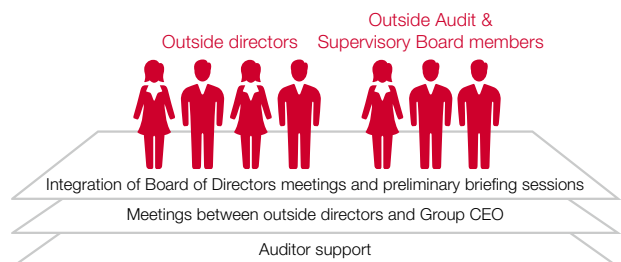 Outside directors
Outside Audit &
Supervisory Board members
Integration of Board of Directors meetings and preliminary briefing sessions
Meetings between outside directors and Group CEO
Auditor support